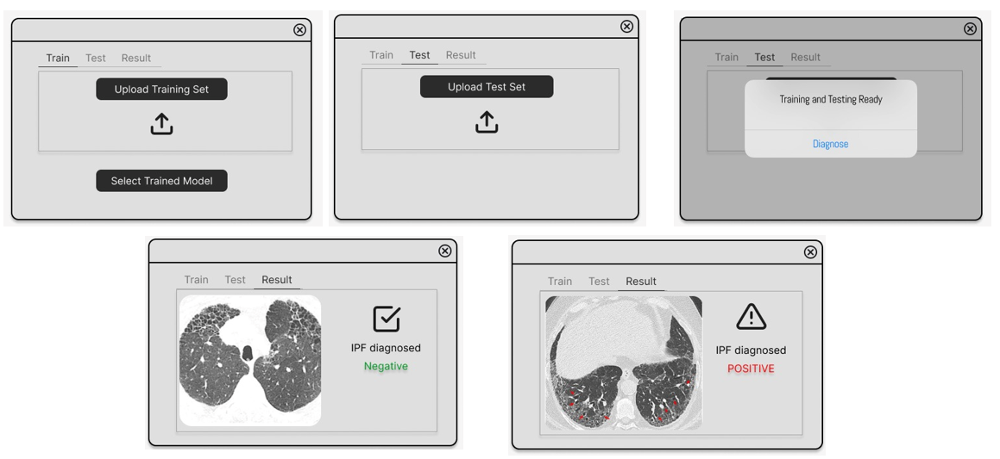 Train Test Result
Upload Training Set
Select Trained Model
Train Test Result
Upload Test Set
Train Test Result
Training and Testing Ready
Diagnose
Train Test Result
IPF diagnosed
Negative
Train Test Result
IPF diagnosed
POSITIVE